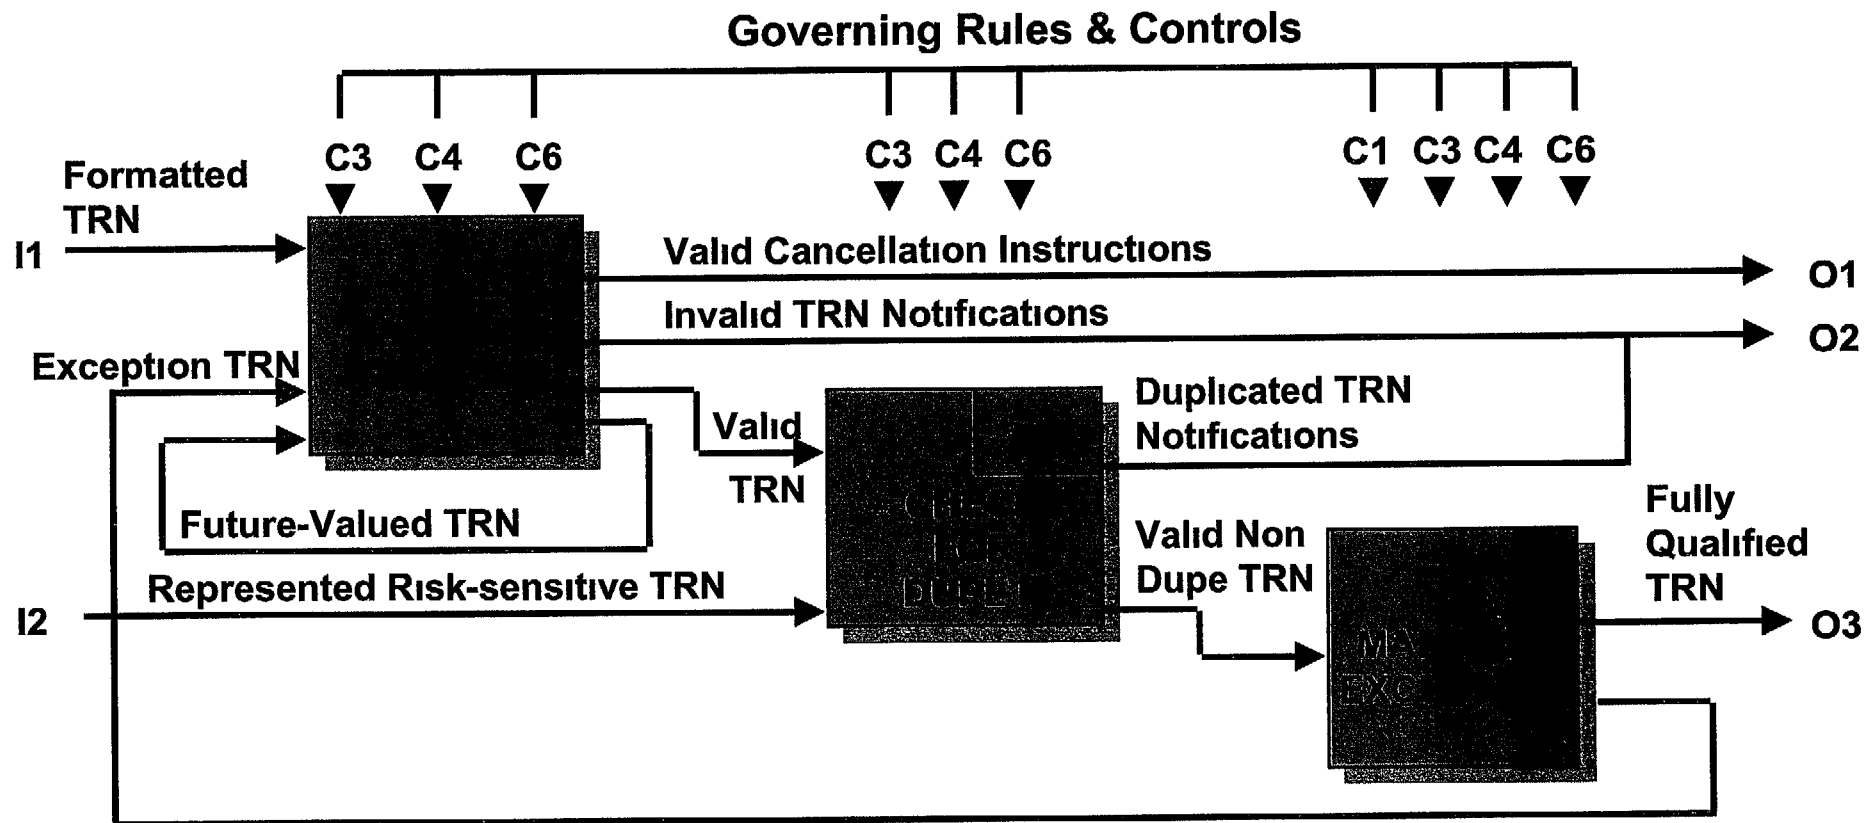 Governing Rules & Controls
C3 C4 C6 C3 C4 C6 C1 C3 C4 C6
Formatted
TRN
I1
Valid Cancellation Instructions
O1
Invalid TRN Notifications
O2
Exception TRN
Duplicated TRN
Notifications
Valid
TRN
Future-Valued TRN
Valid Non
Dupe TRN
Fully
Qualified
TRN
Represented Risk-sensitive TRN
I2
O3